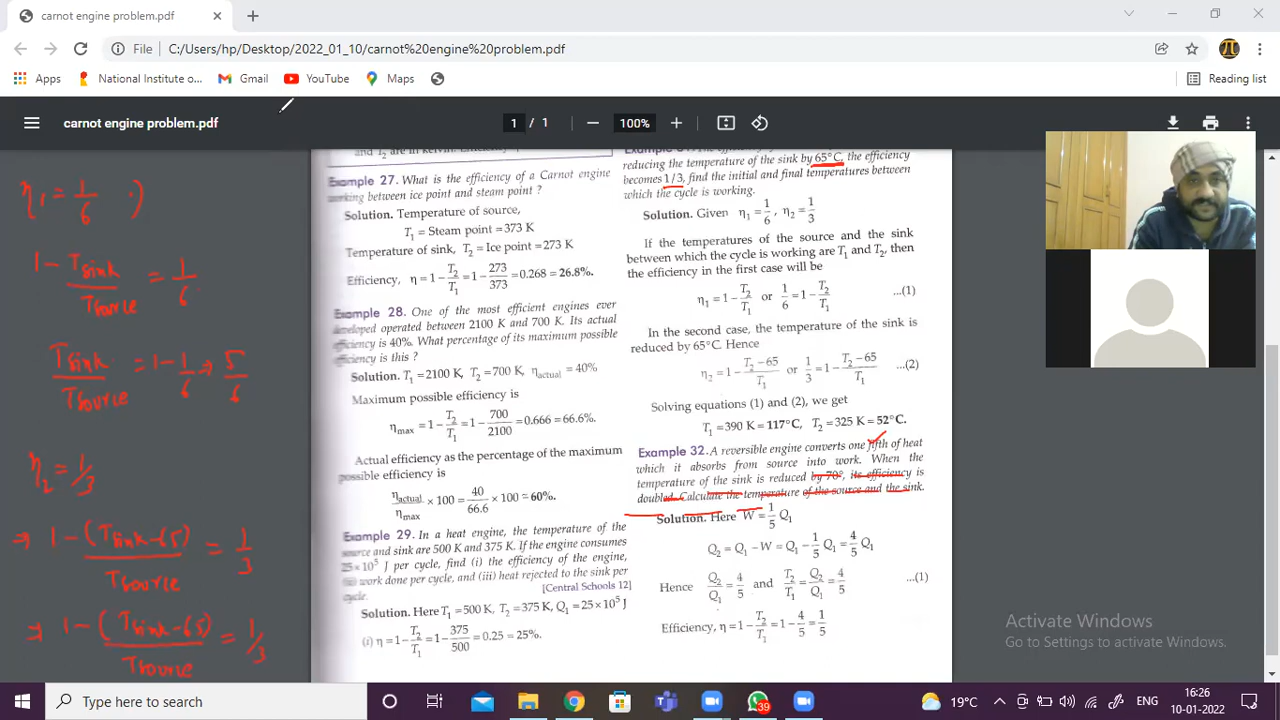 carnot engine problem.pdf
File
C:/Users/hp/Desktop/2022_01_10/carnot%20engine%20problem.pdf
Apps
National Institute o...
Gmail
YouTube
Maps
Reading list
carnot engine problem.pdf
1 / 1
100%
η1 = 1/6
1 - Tsink/Tsource = 1/6
Tsink/Tsource = 1 - 1/6 ⇒ 5/6
η2 = 1/3
⇒ 1 - (Tsink-65)/Tsource = 1/3
⇒ 1 - (Tsink-65)/Tsource = 1/3
Example 27. What is the efficiency of a Carnot engine
working between ice point and steam point ?
Solution. Temperature of source,
T1 = Steam point = 373 K
Temperature of sink, T2 = Ice point = 273 K
Efficiency, η = 1 - T2/T1 = 1 - 273/373 = 0.268 = 26.8%.
Example 28. One of the most efficient engines ever
developed operated between 2100 K and 700 K. Its actual
efficiency is 40%. What percentage of its maximum possible
efficiency is this ?
Solution. T1 = 2100 K, T2 = 700 K, ηactual = 40%
Maximum possible efficiency is
ηmax = 1 - T2/T1 = 1 - 700/2100 = 0.666 = 66.6%.
Actual efficiency as the percentage of the maximum
possible efficiency is
ηactual/ηmax × 100 = 40/66.6 × 100 = 60%.
Example 29. In a heat engine, the temperature of the
source and sink are 500 K and 375 K. If the engine consumes
25×10^5 J per cycle, find (i) the efficiency of the engine,
work done per cycle, and (iii) heat rejected to the sink per
cycle.
[Central Schools 12]
Solution. Here T1 = 500 K, T2 = 375 K, Q1 = 25 × 10^5 J
(i) η = 1 - T2/T1 = 1 - 375/500 = 0.25 = 25%.
reducing the temperature of the sink by 65°C, the efficiency
becomes 1/3, find the initial and final temperatures between
which the cycle is working.
Solution. Given η1 = 1/6, η2 = 1/3
If the temperatures of the source and the sink
between which the cycle is working are T1 and T2, then
the efficiency in the first case will be
η1 = 1 - T2/T1 or 1/6 = 1 - T2/T1 ...(1)
In the second case, the temperature of the sink is
reduced by 65°C. Hence
η2 = 1 - T2-65/T1 or 1/3 = 1 - T2-65/T1 ...(2)
Solving equations (1) and (2), we get
T1 = 390 K = 117°C, T2 = 325 K = 52°C.
Example 32. A reversible engine converts one fifth of heat
which it absorbs from source into work. When the
temperature of the sink is reduced by 70°, its efficiency is
doubled. Calculate the temperature of the source and the sink.
Solution. Here W = 1/5 Q1
Q2 = Q1 - W = Q1 - 1/5 Q1 = 4/5 Q1
Hence Q2/Q1 = 4/5 and T2/T1 = Q2/Q1 = 4/5 ...(1)
Efficiency, η = 1 - T2/T1 = 1 - 4/5 = 1/5
Activate Windows
Go to Settings to activate Windows.
Type here to search
39
19°C
ENG
16:26
10-01-2022